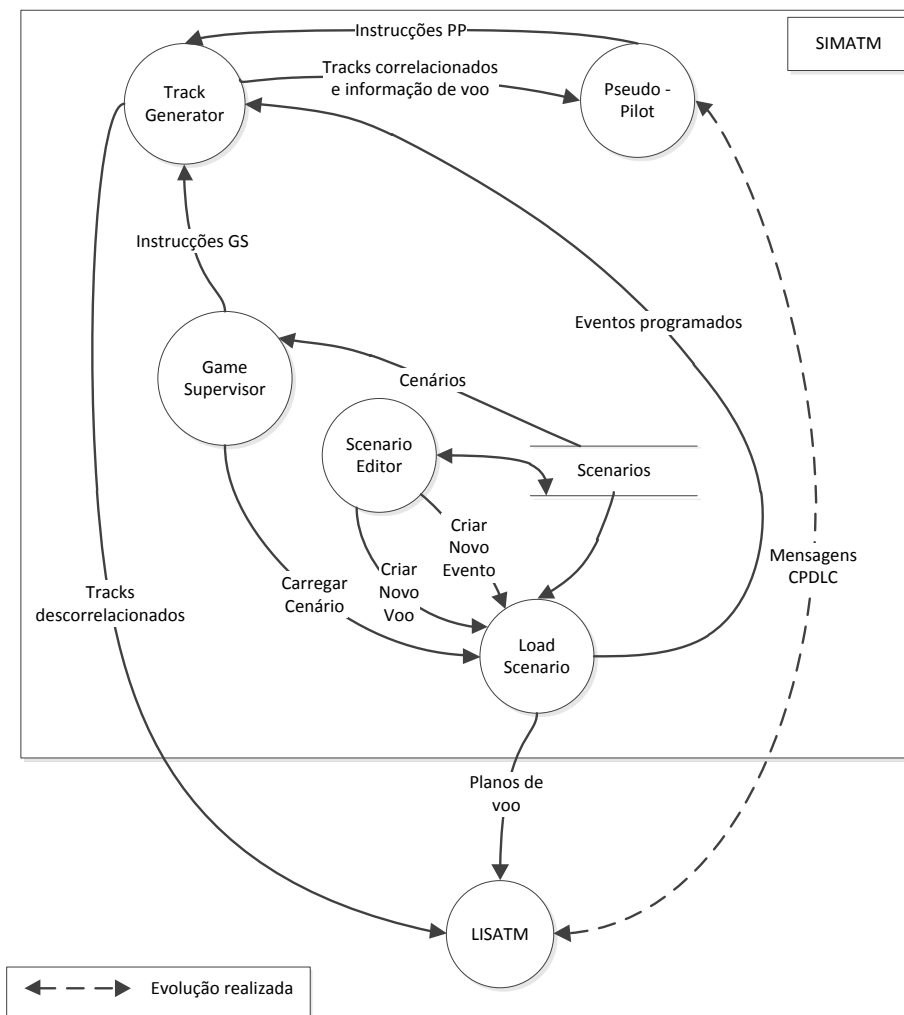 Instrucções PP
SIMATM
Tracks correlacionados
e informação de voo
Track
Generator
Pseudo -
Pilot
Instrucções GS
Eventos programados
Game
Supervisor
Cenários
Scenario
Editor
Scenarios
Criar
Novo
Evento
Mensagens
CPDLC
Tracks
descorrelacionados
Carregar
Cenário
Criar
Novo
Voo
Load
Scenario
Planos de
voo
LISATM
Evolução realizada